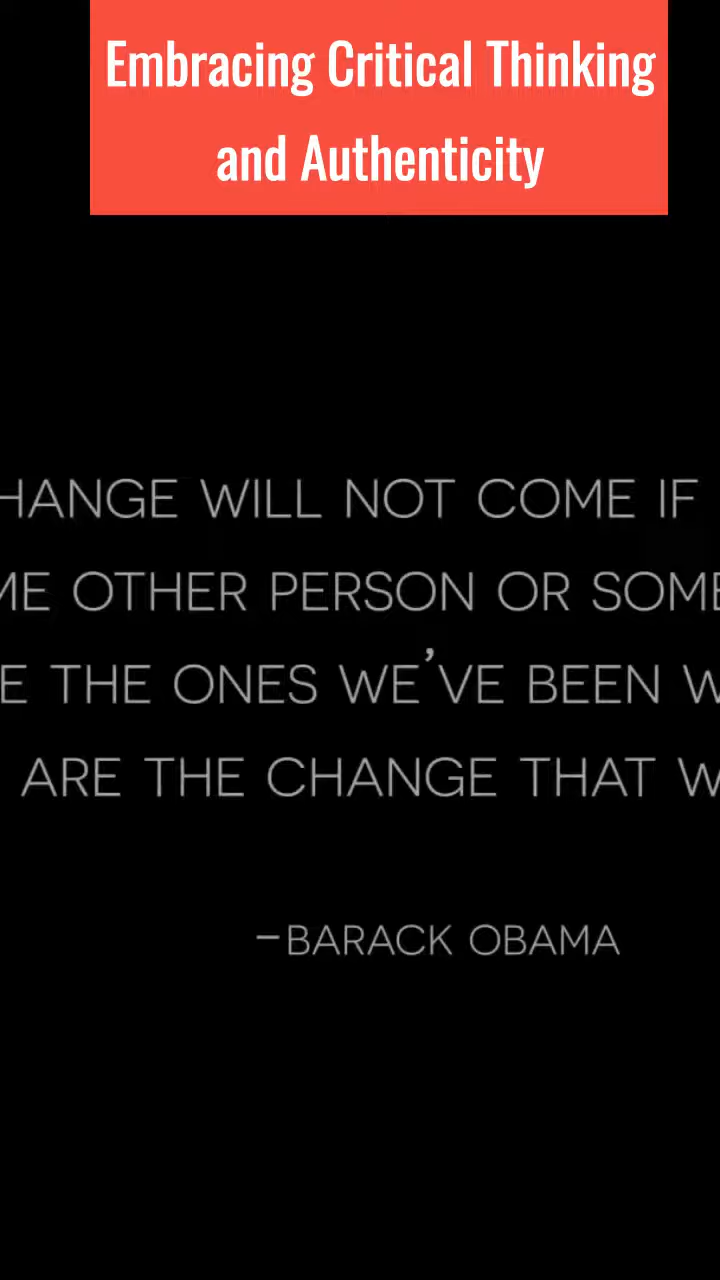 Embracing Critical Thinking
and Authenticity
HANGE WILL NOT COME IF
ME OTHER PERSON OR SOME
E THE ONES WE’VE BEEN W
ARE THE CHANGE THAT W
–BARACK OBAMA